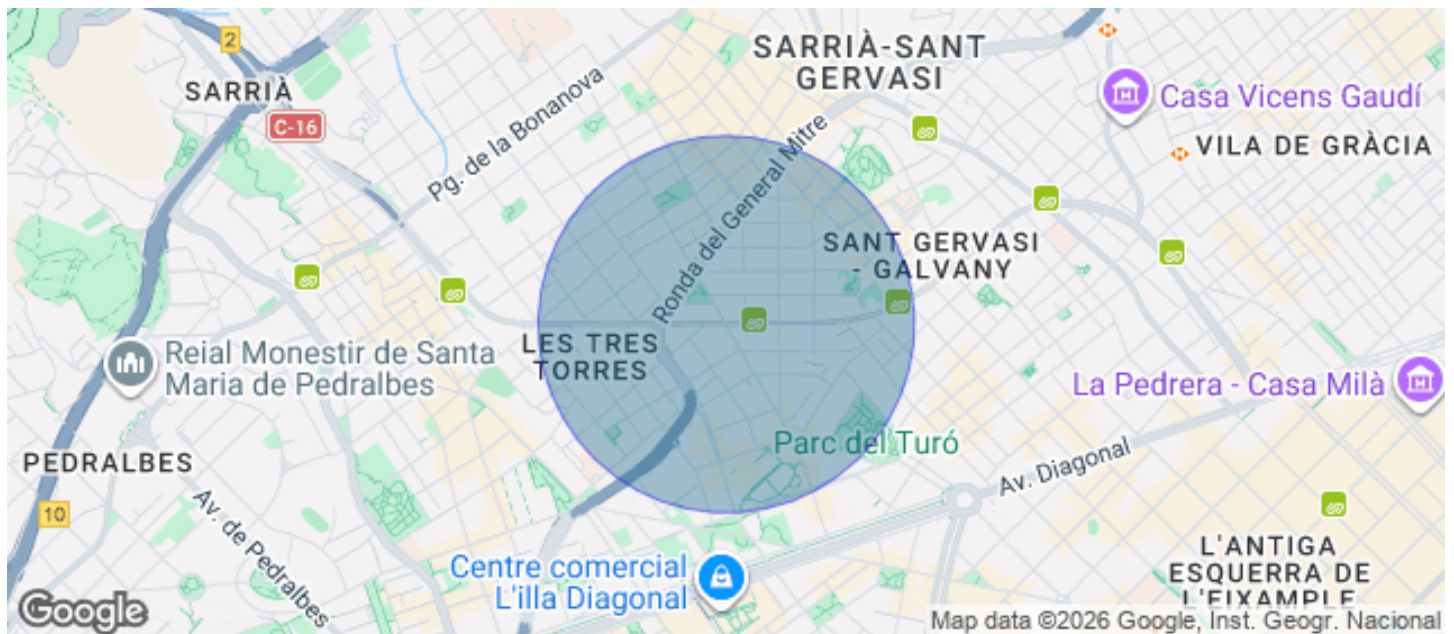 2
SARRIÀ
C-16
Pg. de la Bonanova
SARRIÀ-SANT
GERVASI
Casa Vicens Gaudí
VILA DE GRÀCIA
Ronda del General Mitre
SANT GERVASI
- GALVANY
LES TRES
TORRES
Reial Monestir de Santa
Maria de Pedralbes
La Pedrera - Casa Milà
Parc del Turó
Av. Diagonal
PEDRALBES
10
Av. de Pedralbes
Centre comercial
L'illa Diagonal
L'ANTIGA
ESQUERRA DE
L'EIXAMPLE
Google
Map data ©2026 Google, Inst. Geogr. Nacional